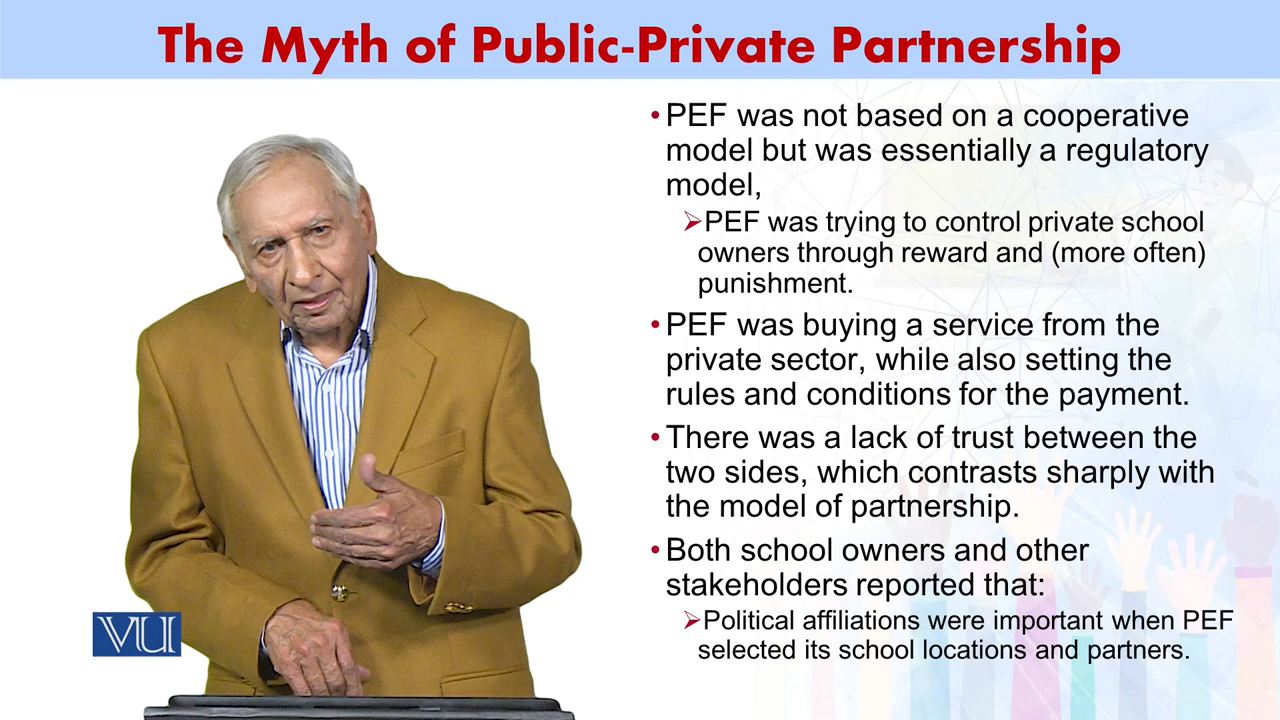 The Myth of Public-Private Partnership
•PEF was not based on a cooperative
model but was essentially a regulatory
model,
➢PEF was trying to control private school
owners through reward and (more often)
punishment.
•PEF was buying a service from the
private sector, while also setting the
rules and conditions for the payment.
•There was a lack of trust between the
two sides, which contrasts sharply with
the model of partnership.
•Both school owners and other
stakeholders reported that:
➢Political affiliations were important when PEF
selected its school locations and partners.
VU